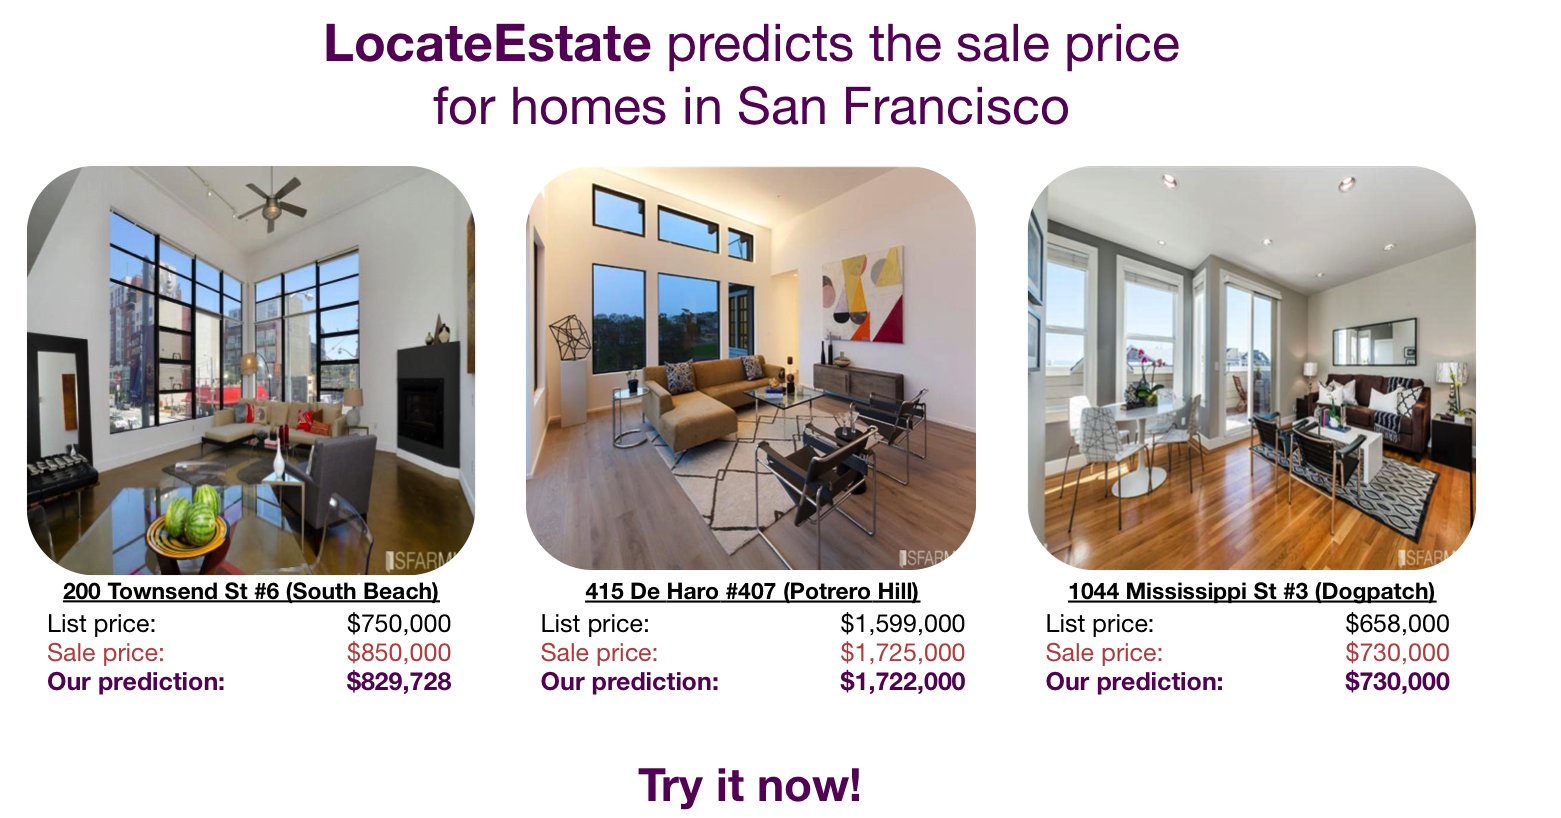 LocateEstate predicts the sale price
for homes in San Francisco
SFARM
SFARM
SFARM
200 Townsend St #6 (South Beach)
List price: $750,000
Sale price: $850,000
Our prediction: $829,728
415 De Haro #407 (Potrero Hill)
List price: $1,599,000
Sale price: $1,725,000
Our prediction: $1,722,000
1044 Mississippi St #3 (Dogpatch)
List price: $658,000
Sale price: $730,000
Our prediction: $730,000
Try it now!